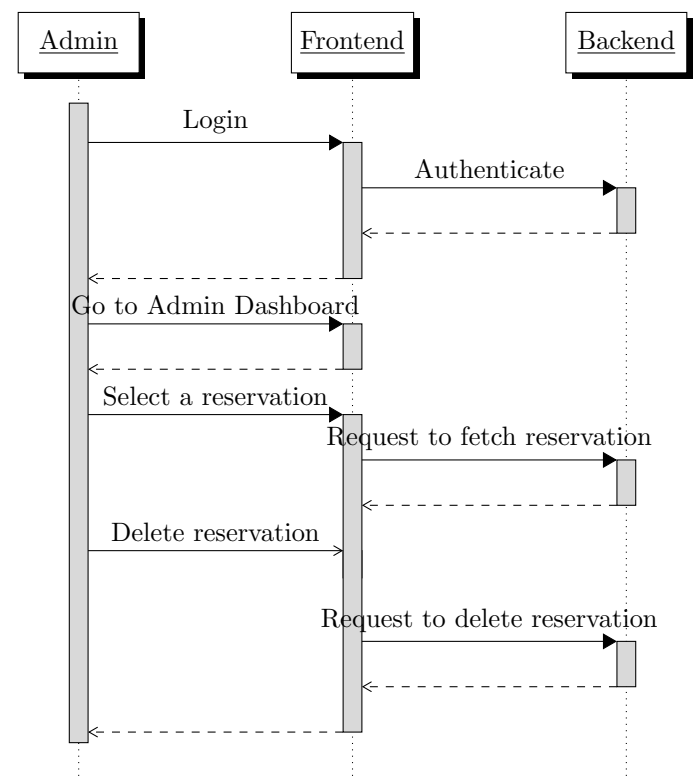 Admin
Frontend
Backend
Login
Authenticate
Go to Admin Dashboard
Select a reservation
Request to fetch reservation
Delete reservation
Request to delete reservation